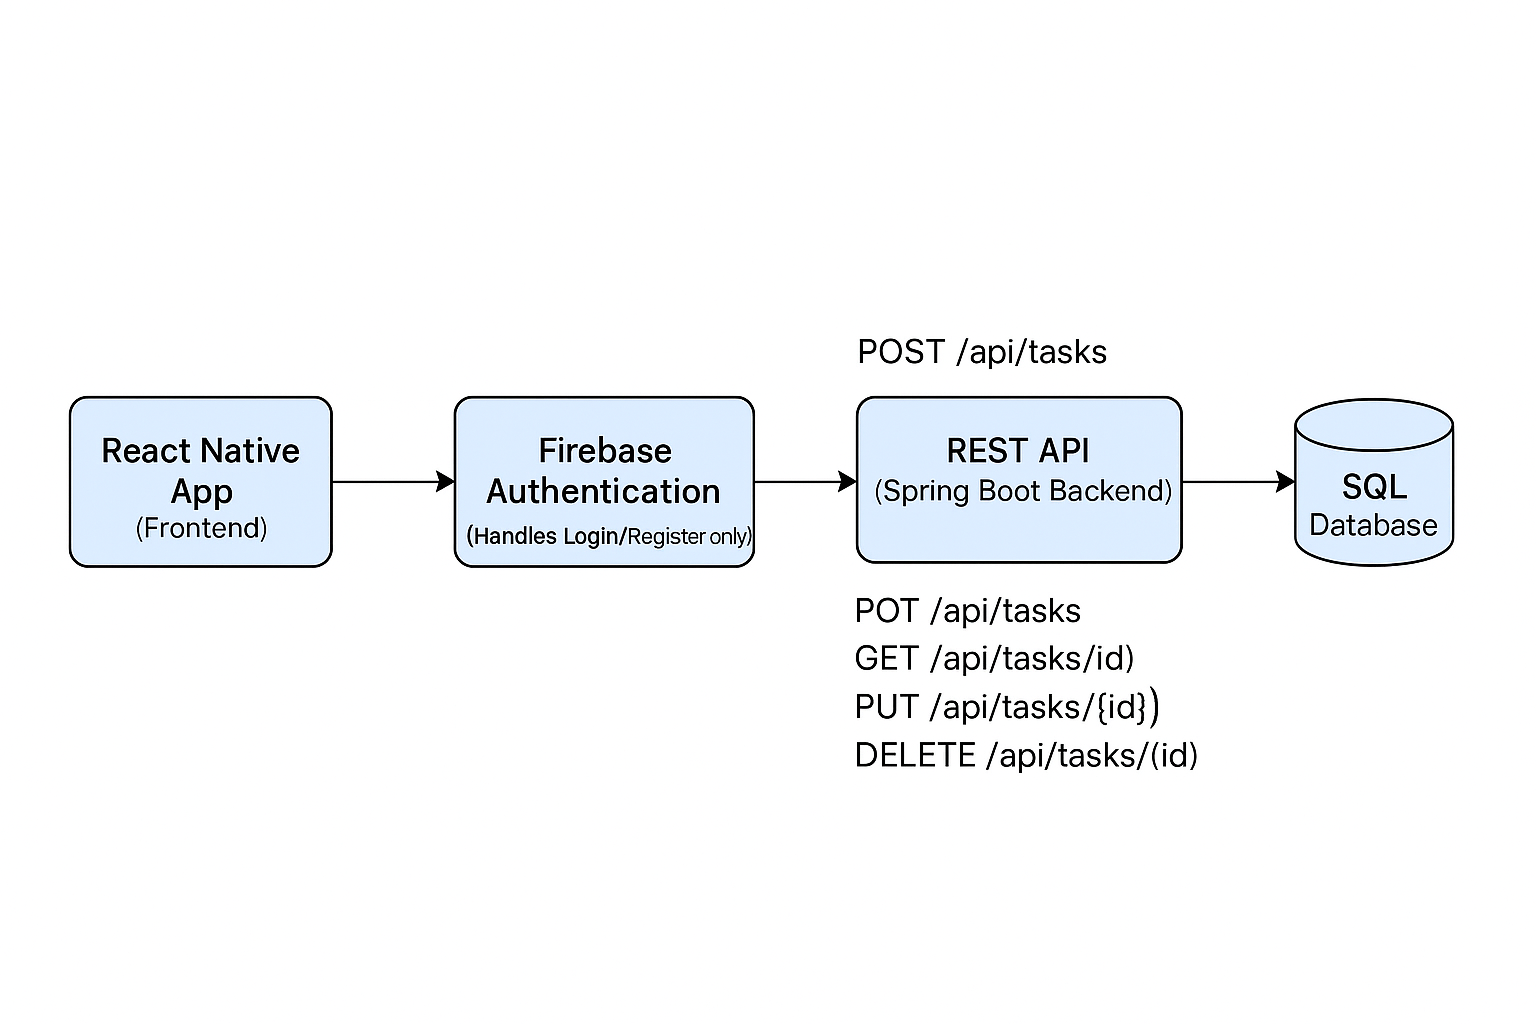 POST /api/tasks
React Native
App
(Frontend)
Firebase
Authentication
(Handles Login/Register only)
REST API
(Spring Boot Backend)
SQL
Database
POT /api/tasks
GET /api/tasks/id)
PUT /api/tasks/{id})
DELETE /api/tasks/(id)